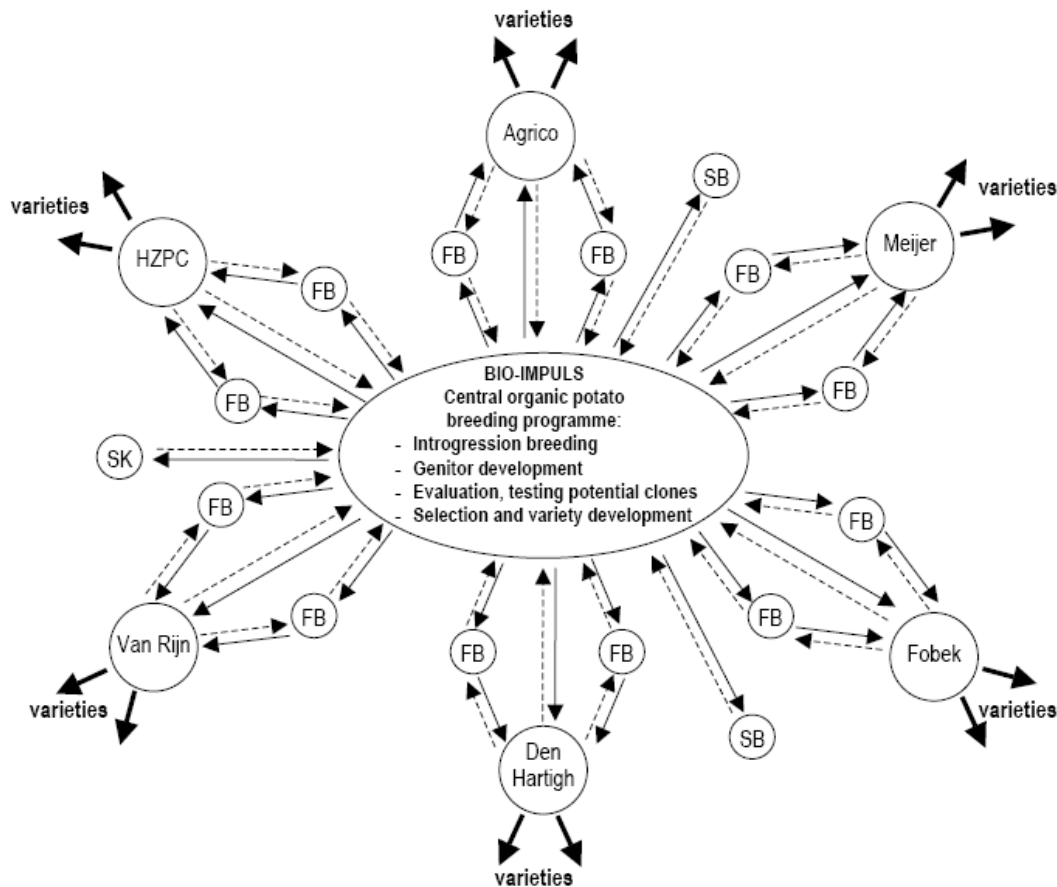 varieties
Agrico
SB
varieties
varieties
HZPC
Meijer
FB
FB
FB
FB
BIO-IMPULS
Central organic potato
breeding programme:
- Introgression breeding
- Genitor development
- Evaluation, testing potential clones
- Selection and variety development
FB
FB
SK
FB
FB
FB
FB
Van Rijn
FB
FB
Fobek
varieties
Den
Hartigh
SB
varieties
varieties